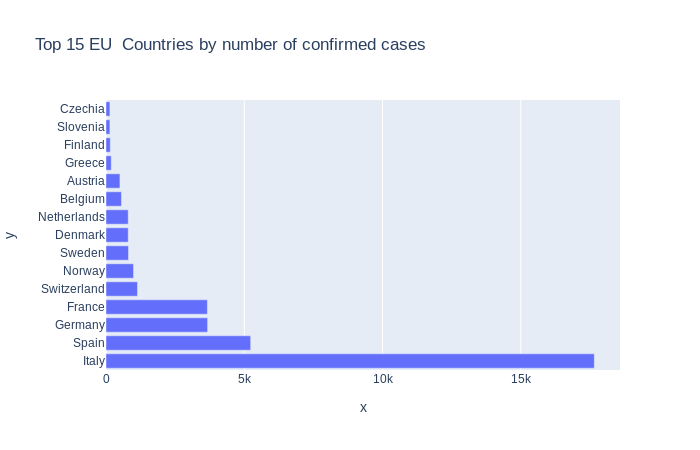 Top 15 EU  Countries by number of confirmed cases
Czechia
Slovenia
Finland
Greece
Austria
Belgium
Netherlands
Denmark
Sweden
Norway
Switzerland
France
Germany
Spain
Italy
y
0 5k 10k 15k
x